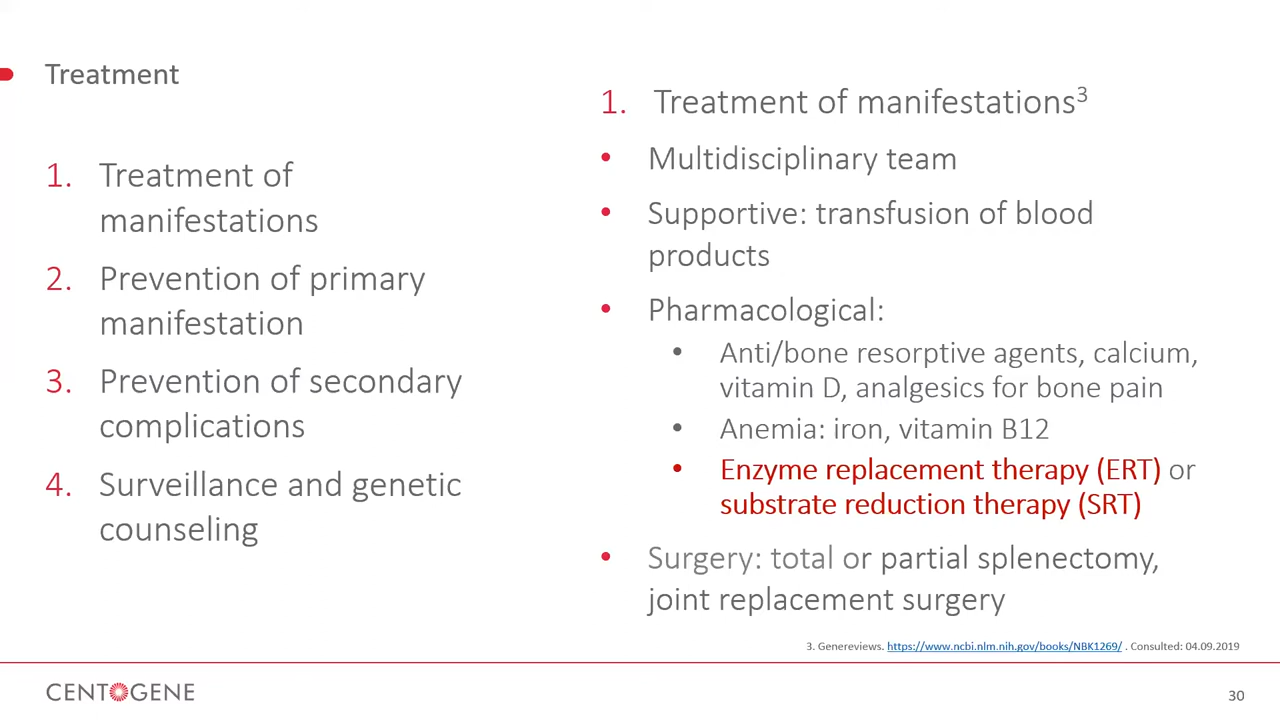 Treatment
1. Treatment of
manifestations
2. Prevention of primary
manifestation
3. Prevention of secondary
complications
4. Surveillance and genetic
counseling
1. Treatment of manifestations³
• Multidisciplinary team
• Supportive: transfusion of blood
products
• Pharmacological:
• Anti/bone resorptive agents, calcium,
vitamin D, analgesics for bone pain
• Anemia: iron, vitamin B12
• Enzyme replacement therapy (ERT) or
substrate reduction therapy (SRT)
• Surgery: total or partial splenectomy,
joint replacement surgery
3. Genereviews. https://www.ncbi.nlm.nih.gov/books/NBK1269/ . Consulted: 04.09.2019
CENTOGENE
30